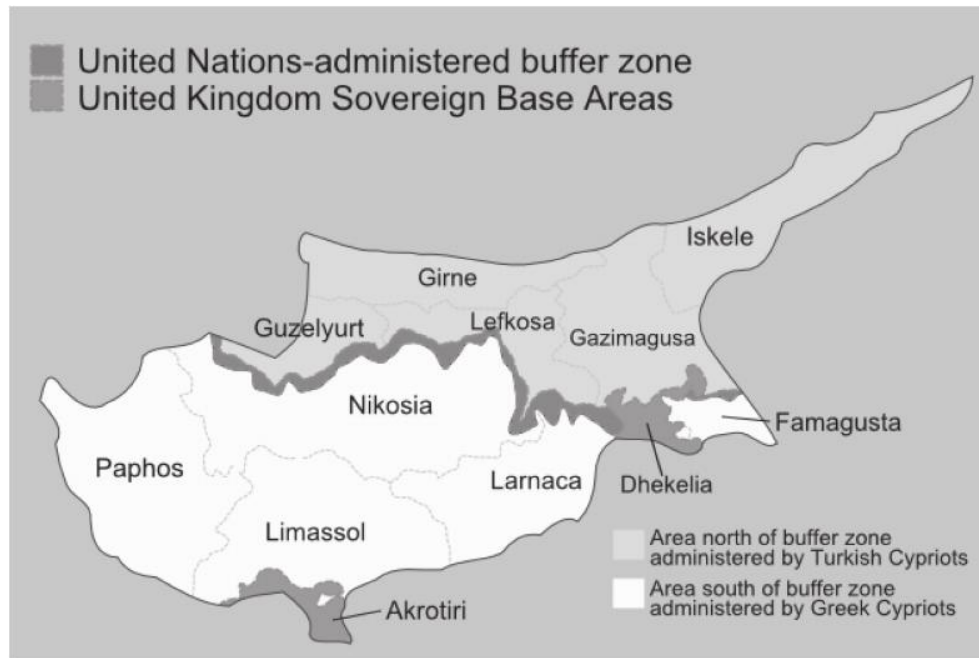 United Nations-administered buffer zone
United Kingdom Sovereign Base Areas
Iskele
Girne
Guzelyurt
Lefkosa
Gazimagusa
Nikosia
Famagusta
Paphos
Larnaca
Dhekelia
Limassol
Area north of buffer zone
administered by Turkish Cypriots
Area south of buffer zone
administered by Greek Cypriots
Akrotiri